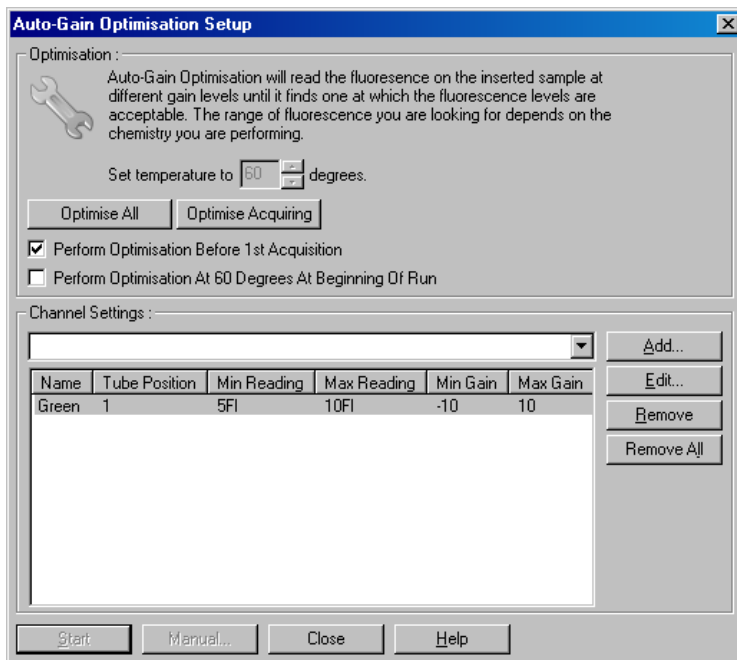 Auto-Gain Optimisation Setup
Optimisation :
Auto-Gain Optimisation will read the fluoresence on the inserted sample at
different gain levels until it finds one at which the fluorescence levels are
acceptable. The range of fluorescence you are looking for depends on the
chemistry you are performing.
Set temperature to 60 degrees.
Optimise All Optimise Acquiring
Perform Optimisation Before 1st Acquisition
Perform Optimisation At 60 Degrees At Beginning Of Run
Channel Settings :
Add...
Name Tube Position Min Reading Max Reading Min Gain Max Gain Edit...
Green 1 5Fl 10Fl -10 10
Remove
Remove All
Start Manual... Close Help